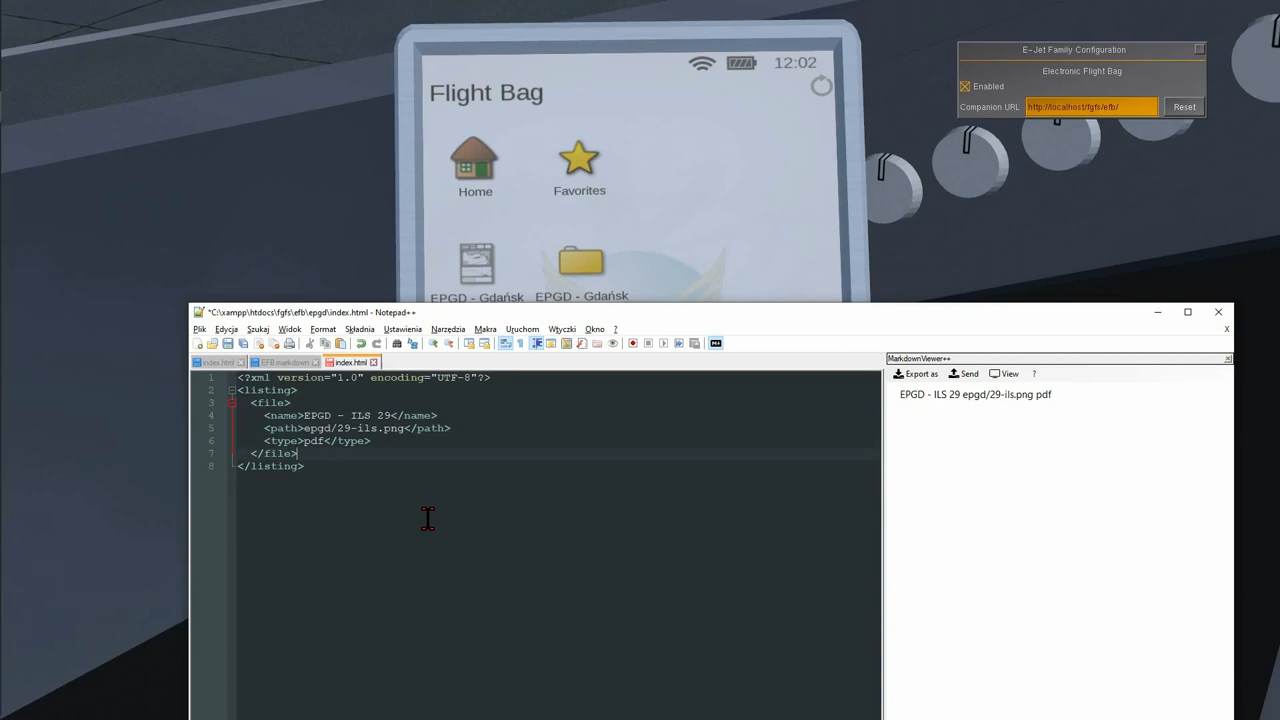 12:02
Flight Bag
Home
Favorites
EPGD - Gdańsk
EPGD - Gdańsk
E-Jet Family Configuration
Electronic Flight Bag
Enabled
Companion URL http://localhost/fgfs/efb/ Reset
*C:\xampp\htdocs\fgfs\efb\epgd\index.html - Notepad++
Plik Edycja Szukaj Widok Format Składnia Ustawienia Narzędzia Makra Uruchom Wtyczki Okno ? X
index.html EFB.markdown index.html
1 <?xml version="1.0" encoding="UTF-8"?>
2 <listing>
3 <file>
4 <name>EPGD - ILS 29</name>
5 <path>epgd/29-ils.png</path>
6 <type>pdf</type>
7 </file>
8 </listing>
MarkdownViewer++
Export as Send View ?
EPGD - ILS 29 epgd/29-ils.png pdf